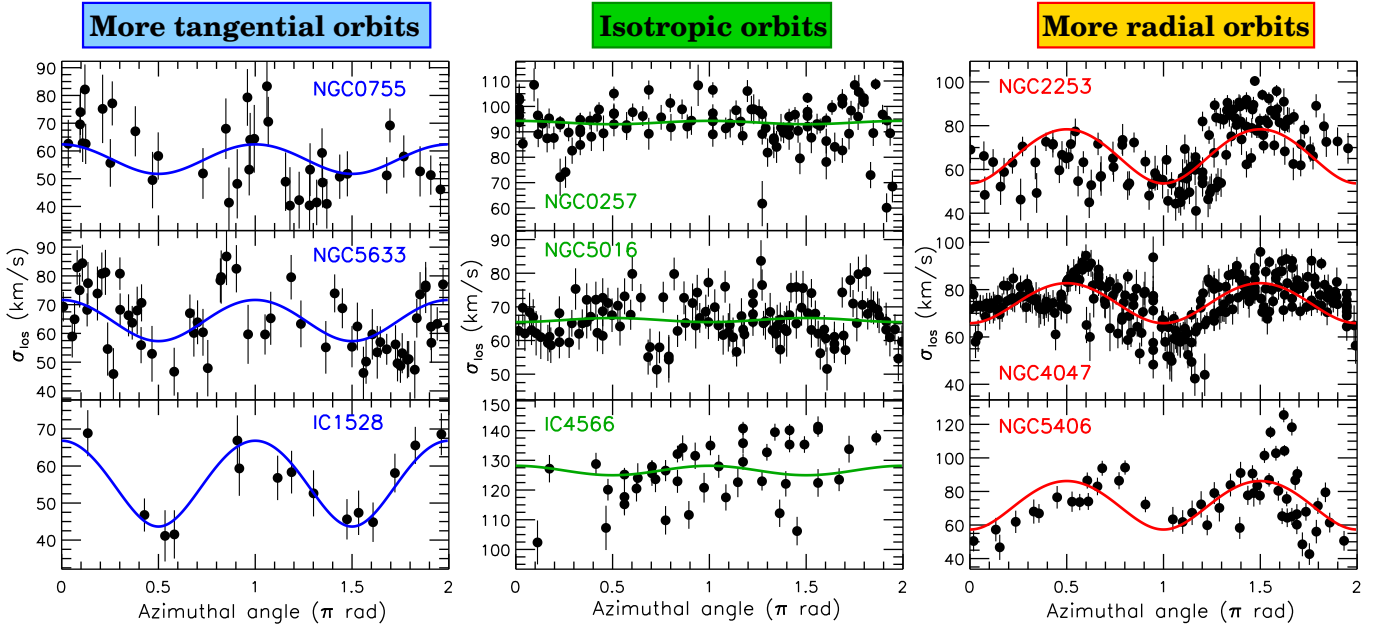 More tangential orbits
Isotropic orbits
More radial orbits
90
80
70
60
50
40
NGC0755
90
80
70
60
50
40
NGC5633
σlos (km/s)
70
60
50
40
IC1528
0 0.5 1 1.5 2
Azimuthal angle (π rad)
110
100
90
80
70
60
NGC0257
90
80
70
60
50
NGC5016
σlos (km/s)
150
140
130
120
110
100
IC4566
0 0.5 1 1.5 2
Azimuthal angle (π rad)
100
80
60
40
NGC2253
100
80
60
40
NGC4047
σlos (km/s)
120
100
80
60
40
NGC5406
0 0.5 1 1.5 2
Azimuthal angle (π rad)